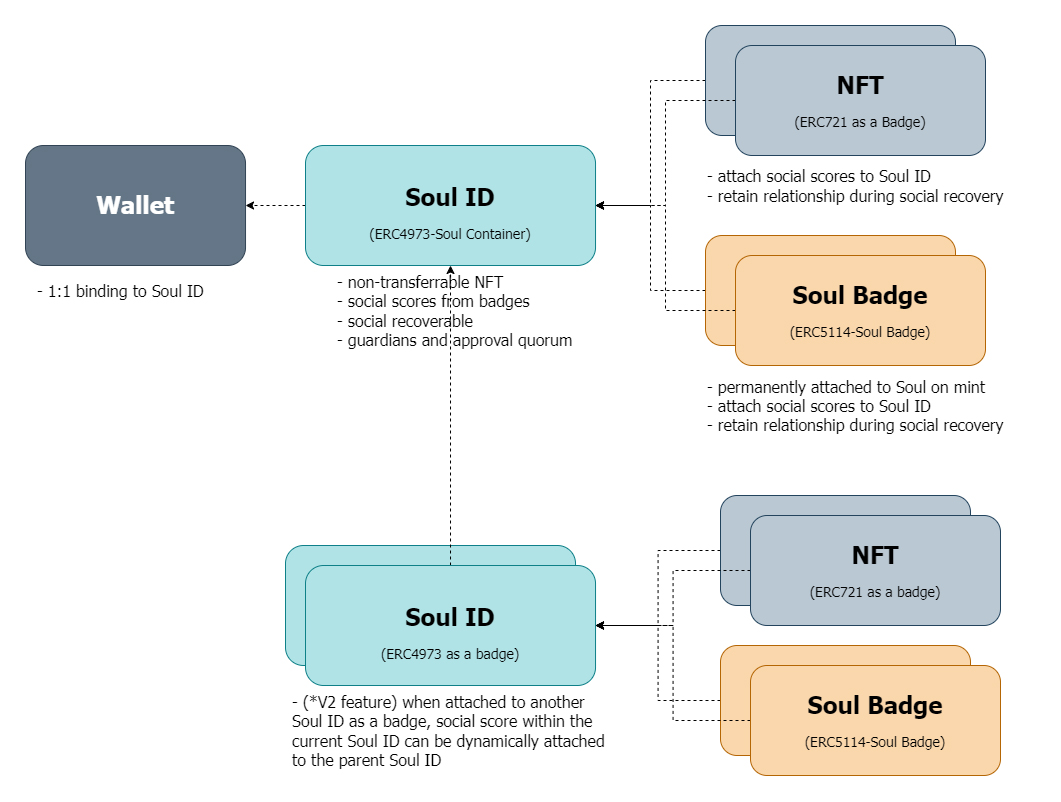 NFT
(ERC721 as a Badge)
- attach social scores to Soul ID
- retain relationship during social recovery
Wallet
- 1:1 binding to Soul ID
Soul ID
(ERC4973-Soul Container)
- non-transferrable NFT
- social scores from badges
- social recoverable
- guardians and approval quorum
Soul Badge
(ERC5114-Soul Badge)
- permanently attached to Soul on mint
- attach social scores to Soul ID
- retain relationship during social recovery
NFT
(ERC721 as a badge)
Soul ID
(ERC4973 as a badge)
- (*V2 feature) when attached to another
Soul ID as a badge, social score within the
current Soul ID can be dynamically attached
to the parent Soul ID
Soul Badge
(ERC5114-Soul Badge)